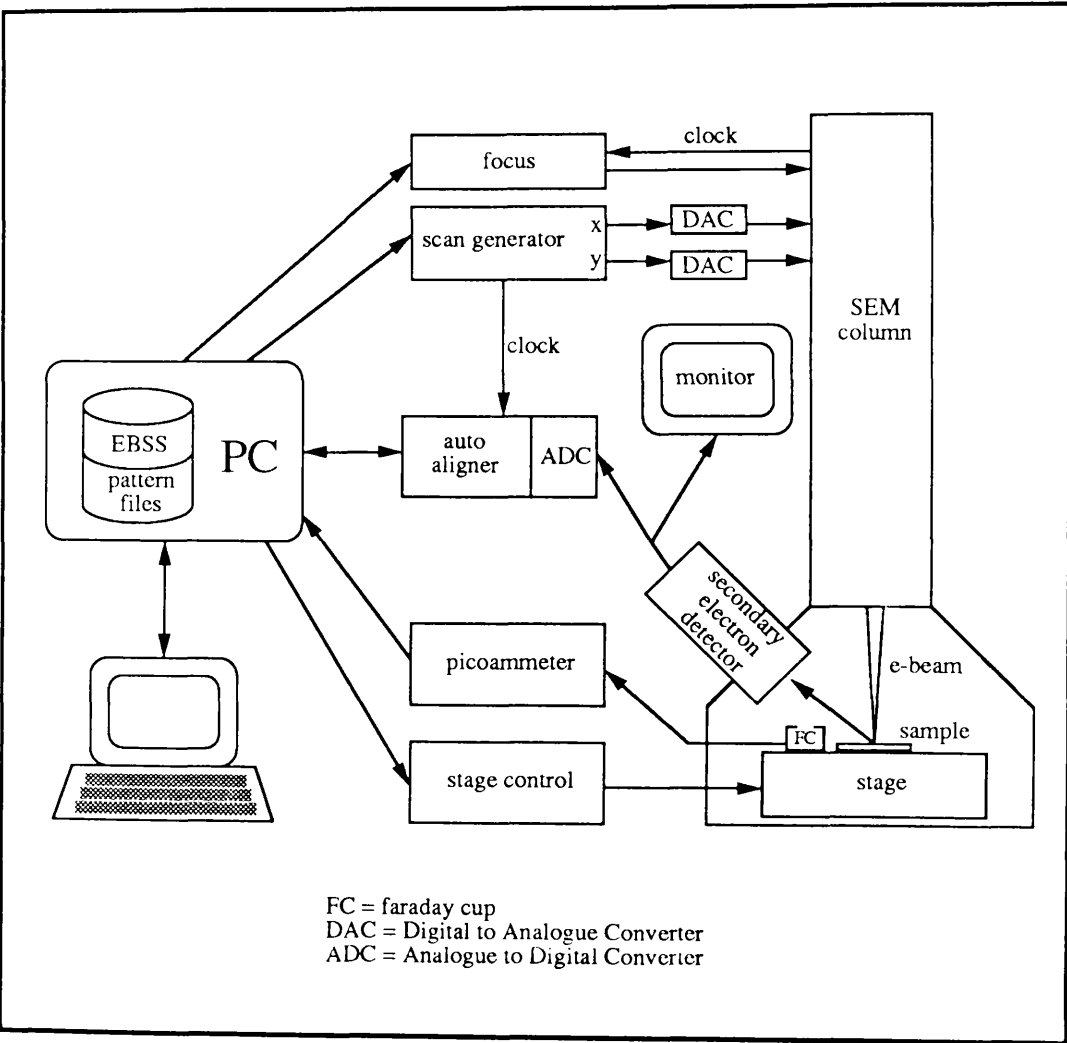 clock
focus
scan generator
x
y
DAC
DAC
SEM
column
clock
monitor
EBSS
pattern
files
PC
auto
aligner
ADC
secondary
electron
detector
picoammeter
e-beam
FC
sample
stage control
stage
FC = faraday cup
DAC = Digital to Analogue Converter
ADC = Analogue to Digital Converter